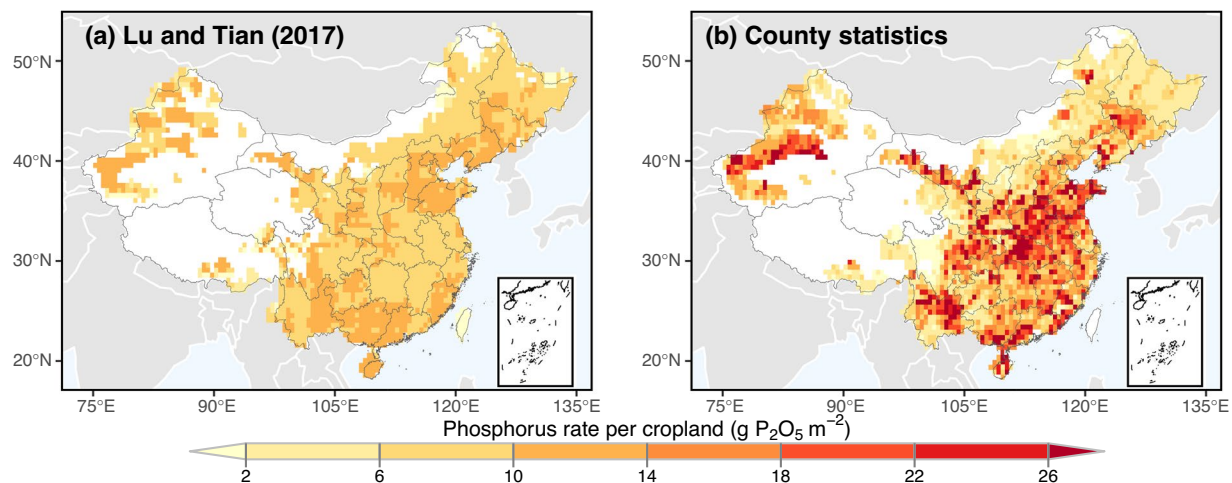 (a) Lu and Tian (2017)
(b) County statistics
50°N
40°N
30°N
20°N
75°E
90°E
105°E
120°E
135°E
50°N
40°N
30°N
20°N
75°E
90°E
105°E
120°E
135°E
Phosphorus rate per cropland (g P₂O₅ m⁻²)
2
6
10
14
18
22
26